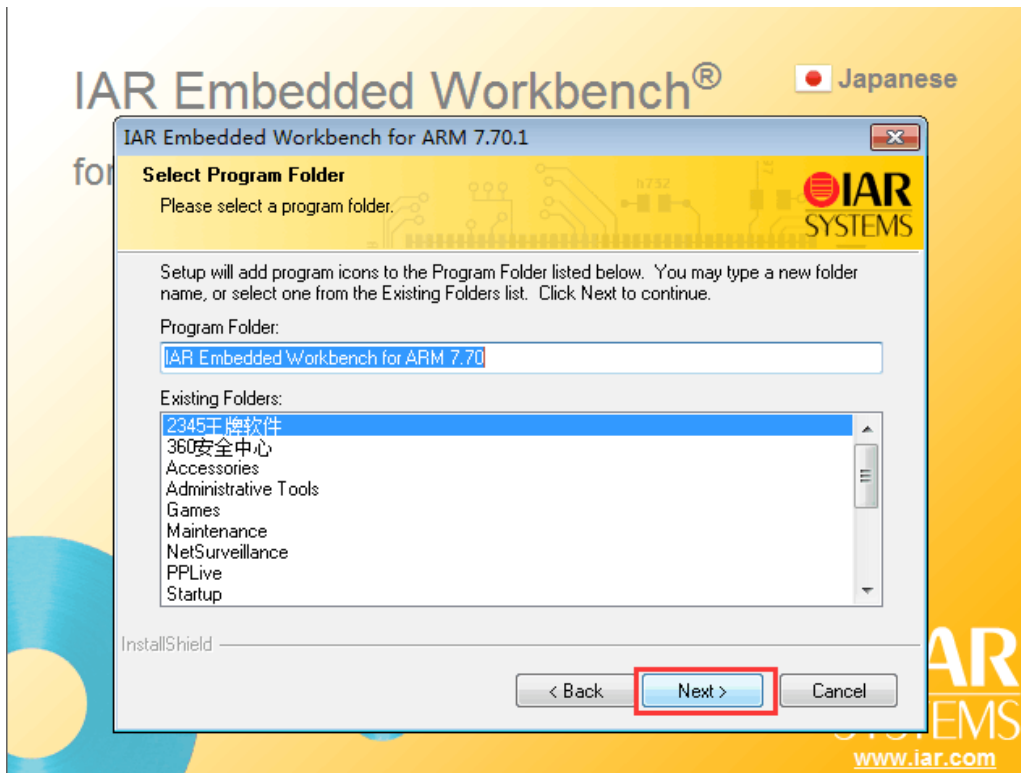 IAR Embedded Workbench®
Japanese
for
IAR Embedded Workbench for ARM 7.70.1
Select Program Folder
Please select a program folder.
n732
IAR
SYSTEMS
Setup will add program icons to the Program Folder listed below. You may type a new folder
name, or select one from the Existing Folders list. Click Next to continue.
Program Folder:
IAR Embedded Workbench for ARM 7.70
Existing Folders:
2345王牌软件
360安全中心
Accessories
Administrative Tools
Games
Maintenance
NetSurveillance
PPLive
Startup
InstallShield
< Back
Next >
Cancel
AR
EMS
www.iar.com